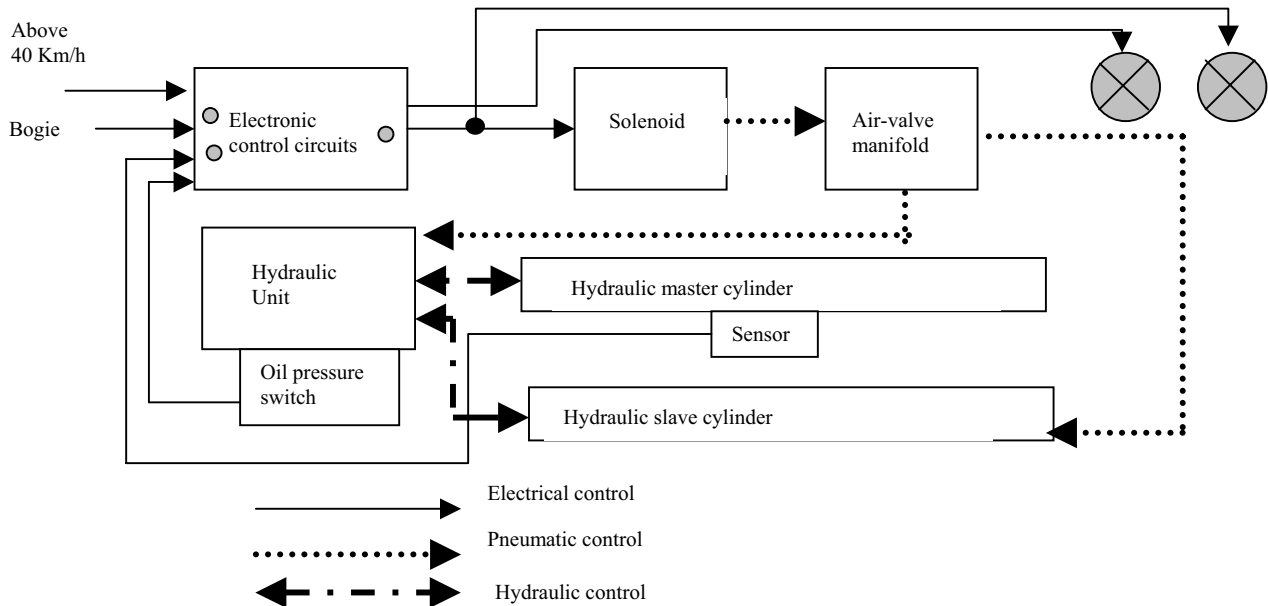 Above
40 Km/h
Bogie
Electronic
control circuits
Solenoid
Air-valve
manifold
Hydraulic
Unit
Hydraulic master cylinder
Sensor
Oil pressure
switch
Hydraulic slave cylinder
Electrical control
Pneumatic control
Hydraulic control